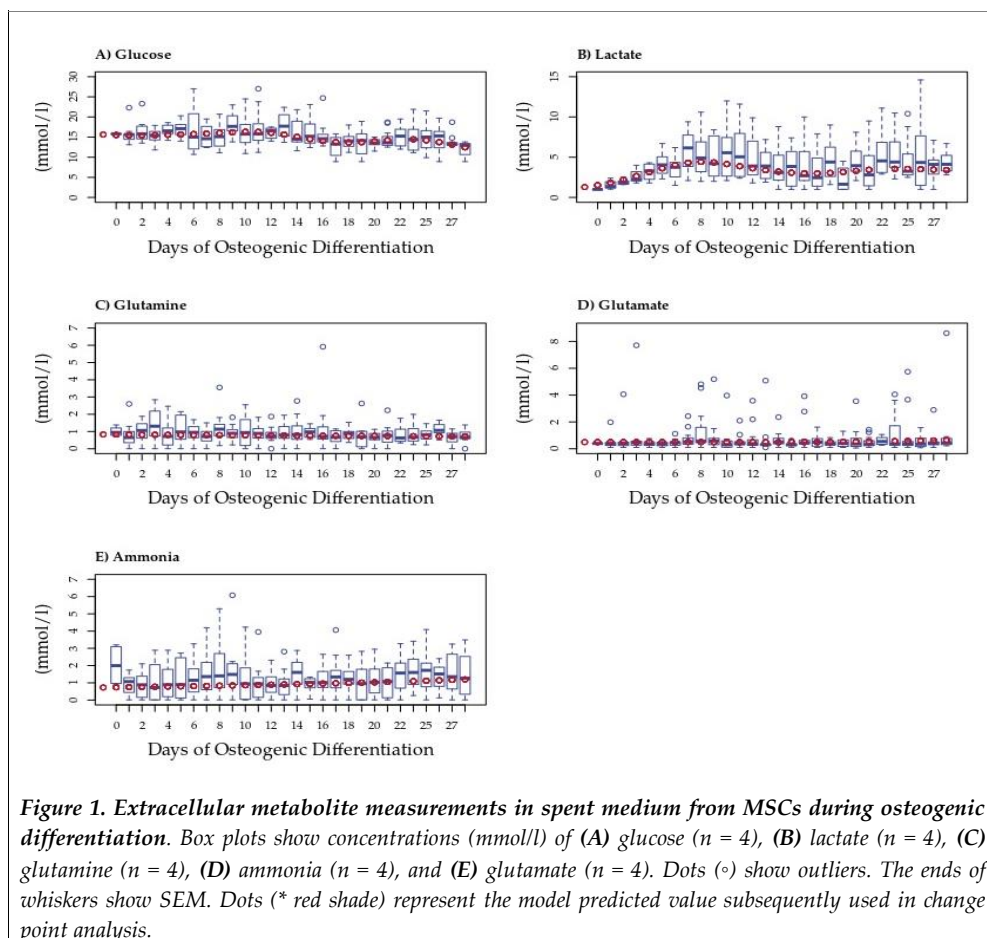 A) Glucose
(mmol/l)
30
25
20
15
10
5
0
0 2 4 6 8 10 12 14 16 18 20 22 25 27
Days of Osteogenic Differentiation
B) Lactate
(mmol/l)
15
10
5
0
0 2 4 6 8 10 12 14 16 18 20 22 25 27
Days of Osteogenic Differentiation
C) Glutamine
(mmol/l)
7
6
5
4
3
2
1
0
0 2 4 6 8 10 12 14 16 18 20 22 25 27
Days of Osteogenic Differentiation
D) Glutamate
(mmol/l)
8
6
4
2
0
0 2 4 6 8 10 12 14 16 18 20 22 25 27
Days of Osteogenic Differentiation
E) Ammonia
(mmol/l)
7
6
5
4
3
2
1
0
0 2 4 6 8 10 12 14 16 18 20 22 25 27
Days of Osteogenic Differentiation
Figure 1. Extracellular metabolite measurements in spent medium from MSCs during osteogenic
differentiation. Box plots show concentrations (mmol/l) of (A) glucose (n = 4), (B) lactate (n = 4), (C)
glutamine (n = 4), (D) ammonia (n = 4), and (E) glutamate (n = 4). Dots (○) show outliers. The ends of
whiskers show SEM. Dots (* red shade) represent the model predicted value subsequently used in change
point analysis.